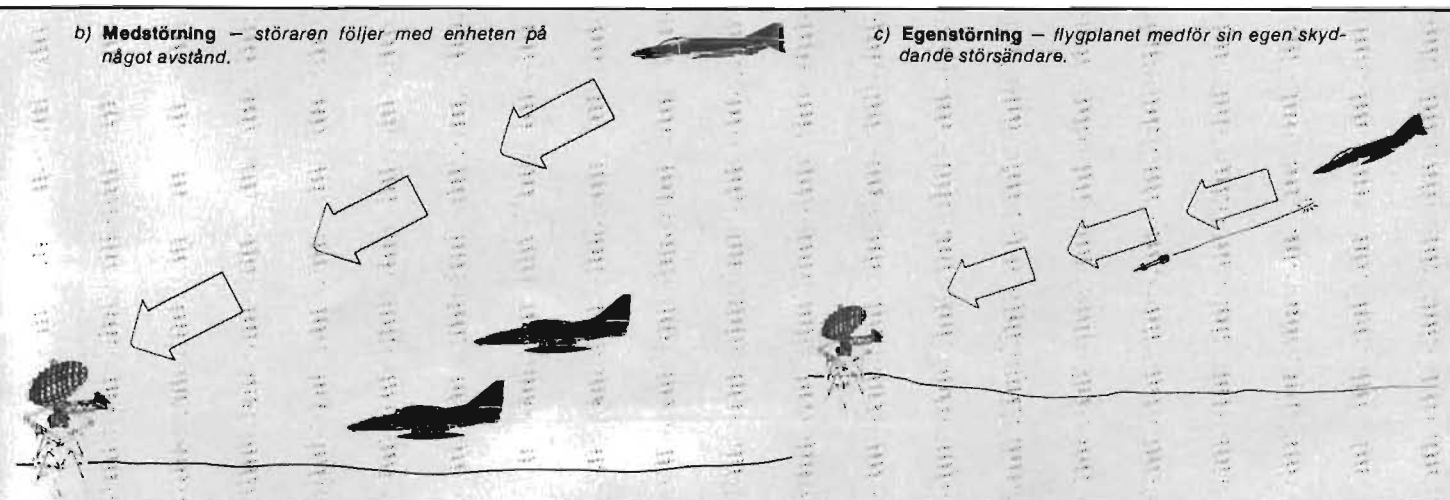 b) Medstörning – störaren följer med enheten på
något avstånd.
c) Egenstörning – flygplanet medför sin egen skyd-
dande störsändare.